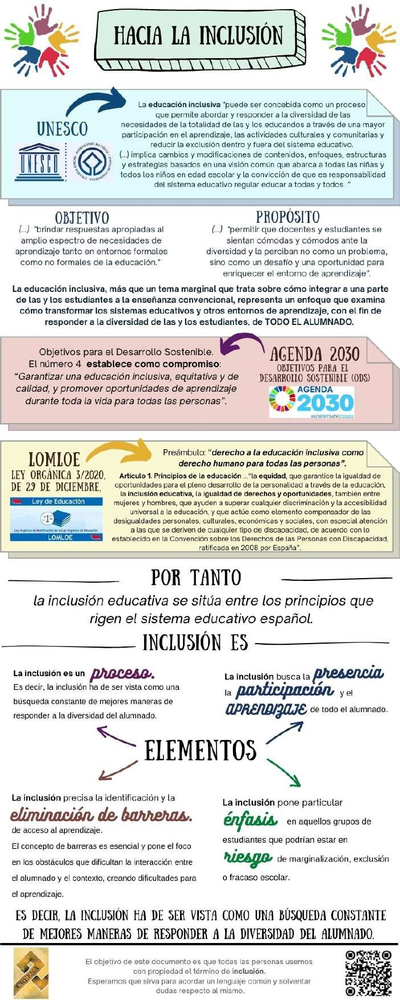 HACIA LA INCLUSIÓN
UNESCO
UNESCO
PATRIMONIO MUNDIAL
WORLD HERITAGE
PATRIMOINE MONDIAL
La educación inclusiva "puede ser concebida como un proceso
que permite abordar y responder a la diversidad de las
necesidades de la totalidad de las y los educandos a través de una mayor
participación en el aprendizaje, las actividades culturales y comunitarias y
reducir la exclusión dentro y fuera del sistema educativo.
(...) implica cambios y modificaciones de contenidos, enfoques, estructuras
y estrategias basados en una visión común que abarca a todas las niñas y
todos los niños en edad escolar y la convicción de que es responsabilidad
del sistema educativo regular educar a todas y todos ."
OBJETIVO
(...) "brindar respuestas apropiadas al
amplio espectro de necesidades de
aprendizaje tanto en entornos formales
como no formales de la educación."
PROPÓSITO
(...) "permitir que docentes y estudiantes se
sientan cómodas y cómodos ante la
diversidad y la perciban no como un problema,
sino como un desafío y una oportunidad para
enriquecer el entorno de aprendizaje".
La educación inclusiva, más que un tema marginal que trata sobre cómo integrar a una parte
de las y los estudiantes a la enseñanza convencional, representa un enfoque que examina
cómo transformar los sistemas educativos y otros entornos de aprendizaje, con el fin de
responder a la diversidad de las y los estudiantes, de TODO EL ALUMNADO.
Objetivos para el Desarrollo Sostenible.
El número 4 establece como compromiso:
"Garantizar una educación inclusiva, equitativa y de
calidad, y promover oportunidades de aprendizaje
durante toda la vida para todas las personas".
AGENDA 2030
OBJETIVOS PARA EL
DESARROLLO SOSTENIBLE (ODS)
AGENDA
2030
LOMLOE
LEY ORGÁNICA 3/2020,
DE 29 DE DICIEMBRE,
Ley de Educación
Ley Orgánica de Modificación de la Ley Orgánica de Educación
LOMLOE
Preámbulo: "derecho a la educación inclusiva como
derecho humano para todas las personas".
Artículo 1. Principios de la educación ..."la equidad, que garantice la igualdad de
oportunidades para el pleno desarrollo de la personalidad a través de la educación,
la inclusión educativa, la igualdad de derechos y oportunidades, también entre
mujeres y hombres, que ayuden a superar cualquier discriminación y la accesibilidad
universal a la educación, y que actúe como elemento compensador de las
desigualdades personales, culturales, económicas y sociales, con especial atención
a las que se deriven de cualquier tipo de discapacidad, de acuerdo con lo
establecido en la Convención sobre los Derechos de las Personas con Discapacidad,
ratificada en 2008 por España".
POR TANTO
la inclusión educativa se sitúa entre los principios que
rigen el sistema educativo español.
INCLUSIÓN ES
La inclusión es un proceso.
Es decir, la inclusión ha de ser vista como una
búsqueda constante de mejores maneras de
responder a la diversidad del alumnado.
La inclusión busca la presencia
la participación y el
APRENDIZAJE de todo el alumnado.
ELEMENTOS
La inclusión precisa la identificación y la
eliminación de barreras.
de acceso al aprendizaje.
El concepto de barreras es esencial y pone el foco
en los obstáculos que dificultan la interacción entre
el alumnado y el contexto, creando dificultades para
el aprendizaje.
La inclusión pone particular
énfasis en aquellos grupos de
estudiantes que podrían estar en
riesgo de marginalización, exclusión
o fracaso escolar.
ES DECIR, LA INCLUSIÓN HA DE SER VISTA COMO UNA BÚSQUEDA CONSTANTE
DE MEJORES MANERAS DE RESPONDER A LA DIVERSIDAD DEL ALUMNADO.
CREENA
El objetivo de este documento es que todas las personas usemos
con propiedad el término de inclusión.
Esperamos que sirva para acordar un lenguaje común y solventar
dudas respecto al mismo.